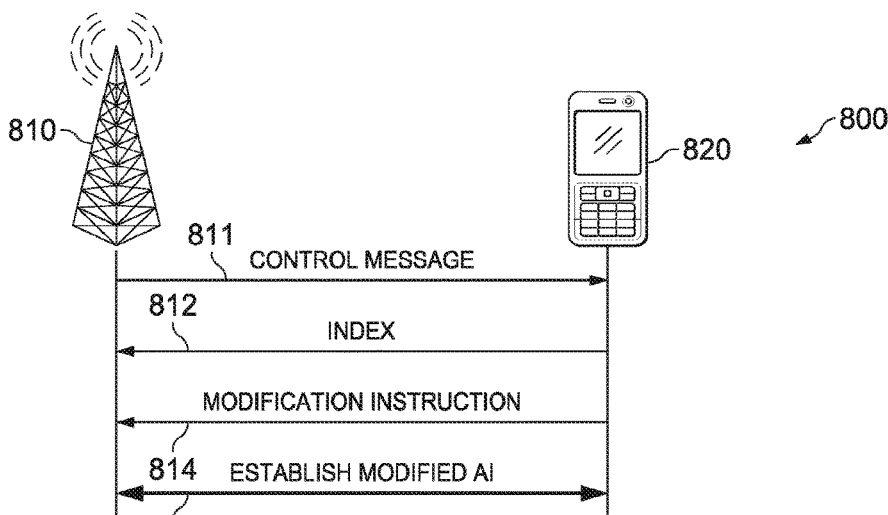 800
810
820
811
CONTROL MESSAGE
812
INDEX
MODIFICATION INSTRUCTION
814
ESTABLISH MODIFIED AI